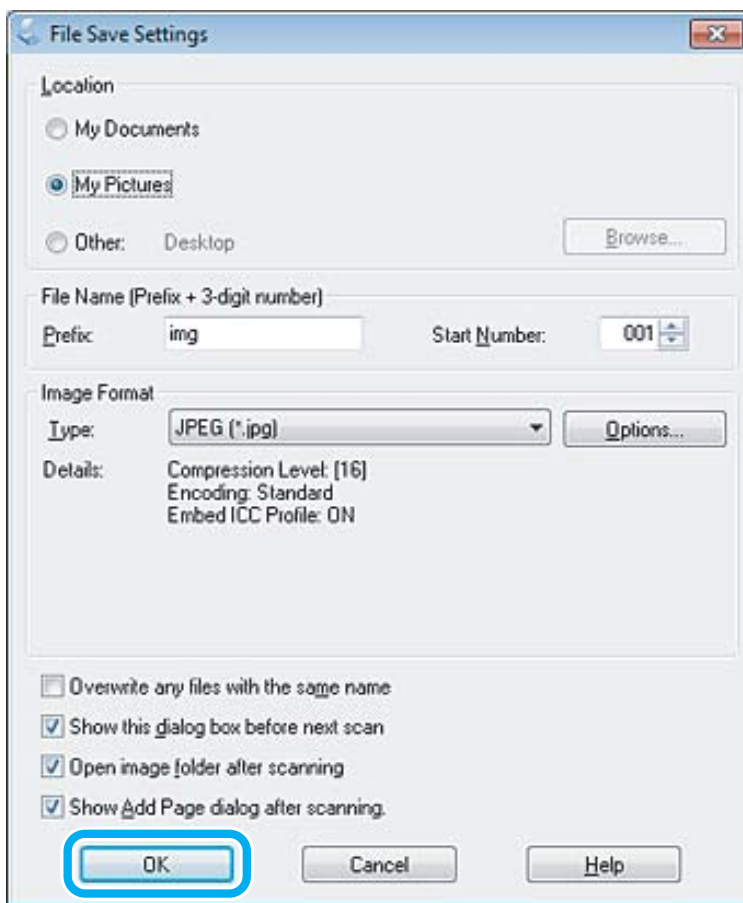 File Save Settings
Location
My Documents
My Pictures
Other: Desktop Browse...
File Name (Prefix + 3-digit number)
Prefix: img Start Number: 001
Image Format
Type: JPEG (*.jpg) Options...
Details: Compression Level: [16]
Encoding: Standard
Embed ICC Profile: ON
Overwrite any files with the same name
Show this dialog box before next scan
Open image folder after scanning
Show Add Page dialog after scanning.
OK Cancel Help